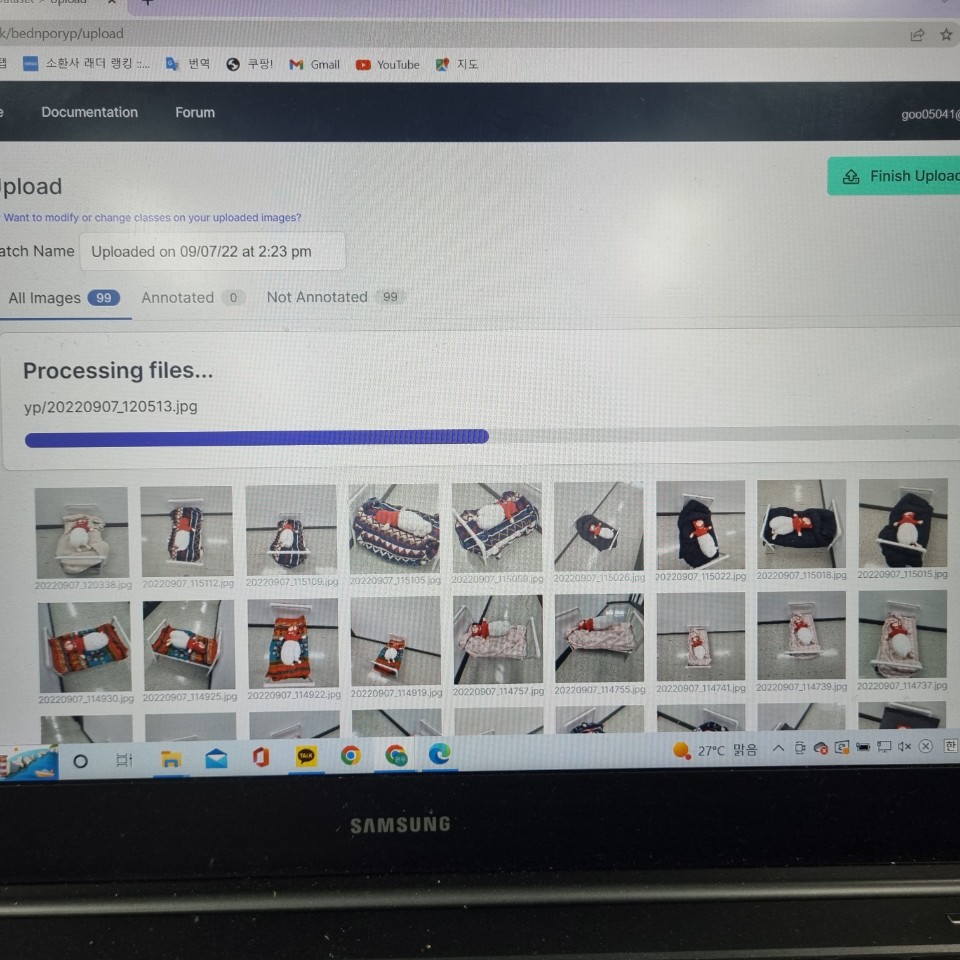 k/bednporyp/upload
탭 소환사 래더 랭킹 ::... 번역 쿠팡! Gmail YouTube 지도
Documentation Forum goo05041@
Upload
Finish Upload
Want to modify or change classes on your uploaded images?
atch Name Uploaded on 09/07/22 at 2:23 pm
All Images 99 Annotated 0 Not Annotated 99
Processing files...
yp/20220907_120513.jpg
20220907_120338.jpg 20220907_115112.jpg 20220907_115109.jpg 20220907_115105.jpg 20220907_115059.jpg 20220907_115026.jpg 20220907_115022.jpg 20220907_115018.jpg 20220907_115015.jpg
20220907_114930.jpg 20220907_114925.jpg 20220907_114922.jpg 20220907_114919.jpg 20220907_114757.jpg 20220907_114755.jpg 20220907_114741.jpg 20220907_114739.jpg 20220907_114737.jpg
TALK 27°C 맑음 한
SAMSUNG